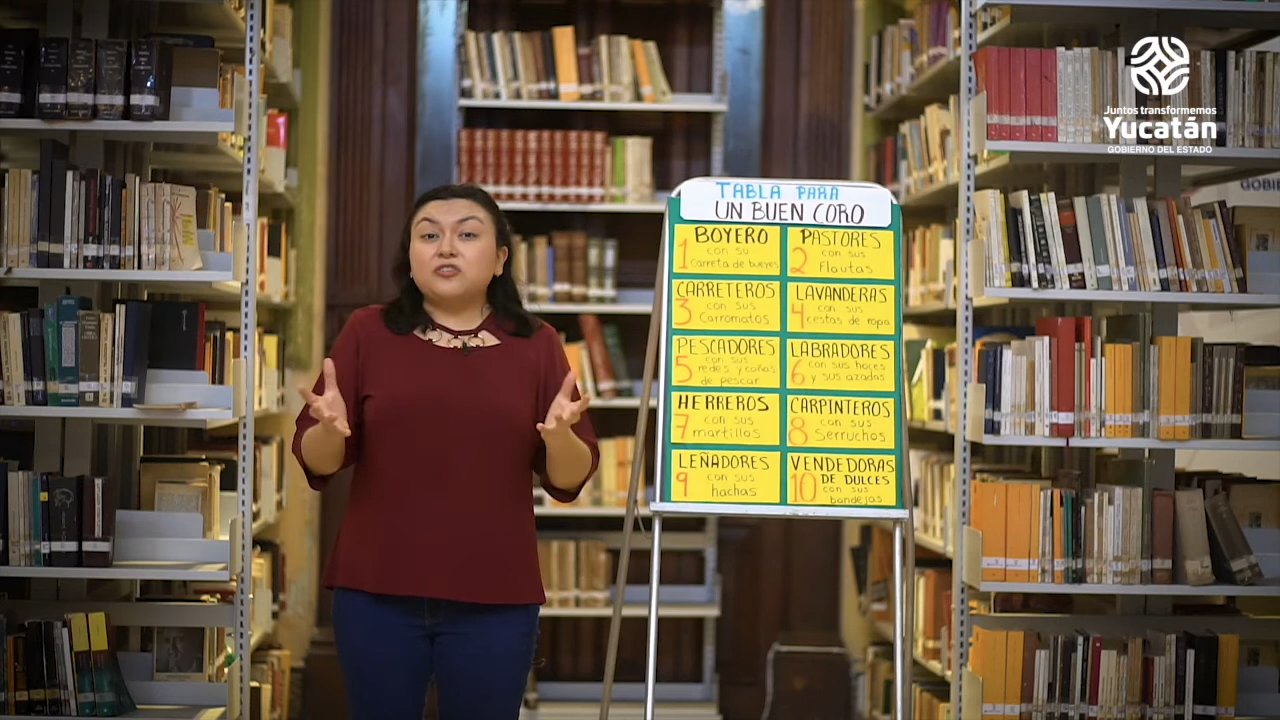 Juntos transformemos
Yucatán
GOBIERNO DEL ESTADO
TABLA PARA
UN BUEN CORO
1 BOYERO
con su
carreta de bueyes
2 PASTORES
con sus
flautas
3 CARRETEROS
con sus
Carromatos
4 LAVANDERAS
con sus
cestas de ropa
5 PESCADORES
con sus
redes y cañas
de pescar
6 LABRADORES
con sus hoces
y sus azadas
7 HERREROS
con sus
martillos
8 CARPINTEROS
con sus
Serruchos
9 LEÑADORES
con sus
hachas
10 VENDEDORAS
DE DULCES
con sus
bandejas